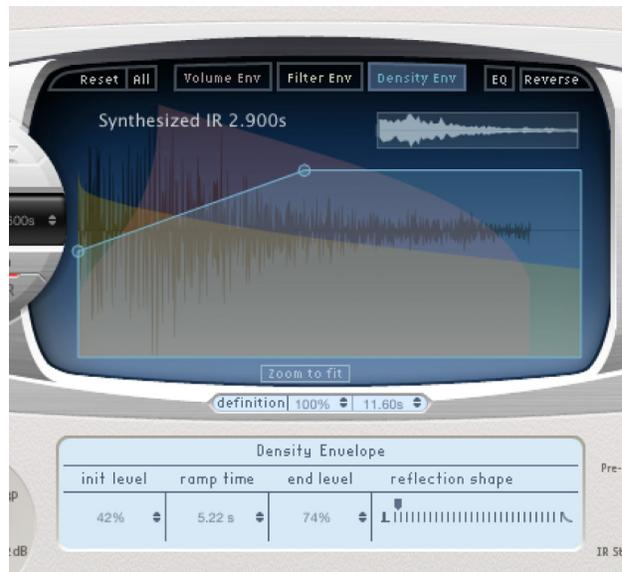 Reset All Volume Env Filter Env Density Env EQ Reverse
Synthesized IR 2.900s
Zoom to fit
definition 100% 11.60s
Density Envelope
init level ramp time end level reflection shape
42% 5.22 s 74%
Pre-
IR St